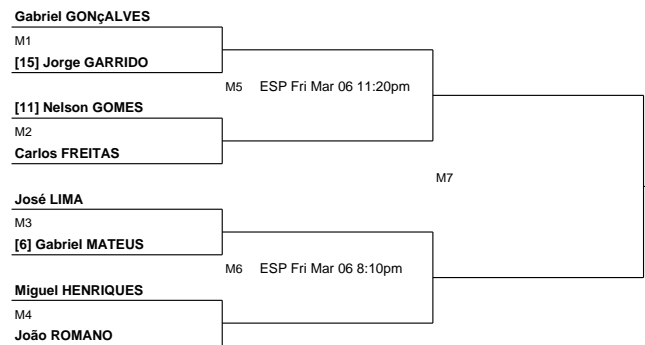 Gabriel GONçALVES
M1
[15] Jorge GARRIDO
M5 ESP Fri Mar 06 11:20pm
[11] Nelson GOMES
M2
Carlos FREITAS
M7
José LIMA
M3
[6] Gabriel MATEUS
M6 ESP Fri Mar 06 8:10pm
Miguel HENRIQUES
M4
João ROMANO